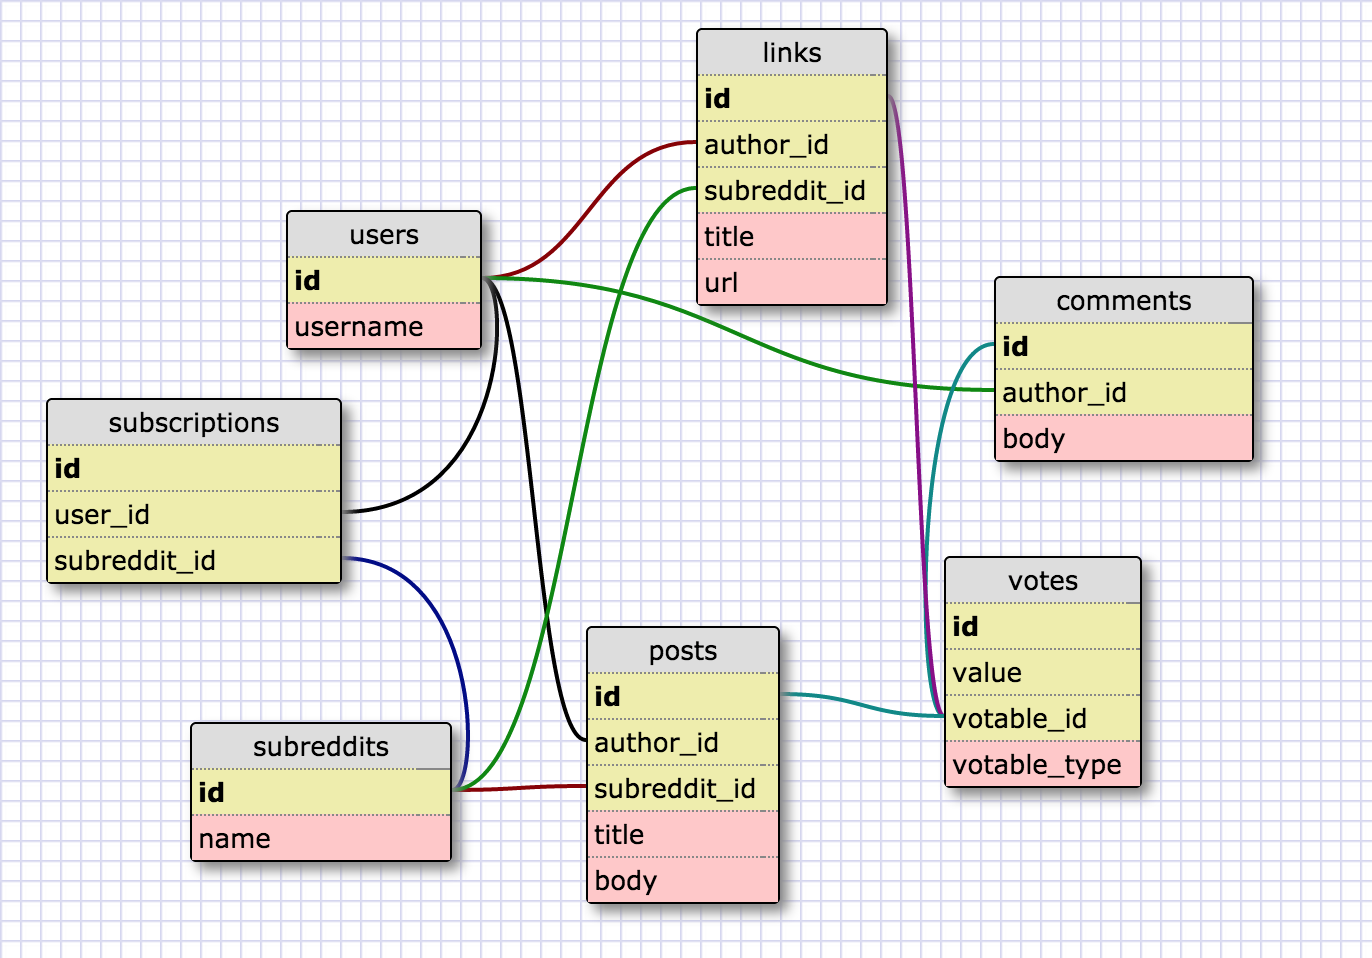 links
id
author_id
subreddit_id
title
url
users
id
username
comments
id
author_id
body
subscriptions
id
user_id
subreddit_id
votes
id
value
votable_id
votable_type
posts
id
author_id
subreddit_id
title
body
subreddits
id
name